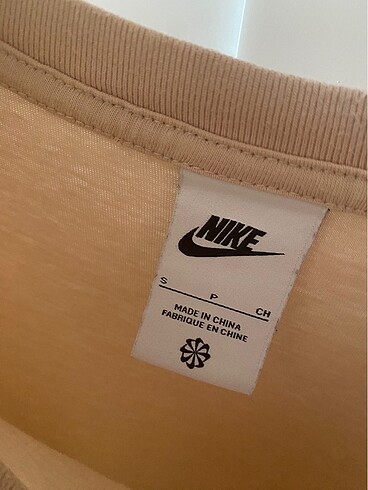 NIKE
S P CH
MADE IN CHINA
FABRIQUE EN CHINE